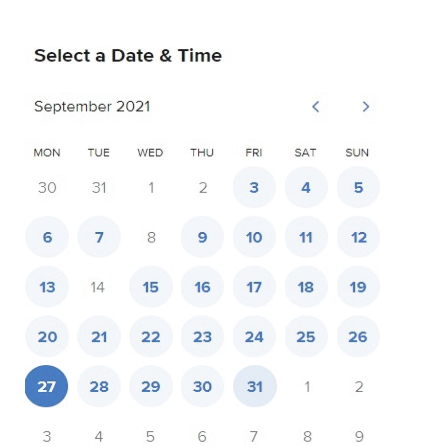 Select a Date & Time
September 2021
MON TUE WED THU FRI SAT SUN
30 31 1 2 3 4 5
6 7 8 9 10 11 12
13 14 15 16 17 18 19
20 21 22 23 24 25 26
27 28 29 30 31 1 2
3 4 5 6 7 8 9